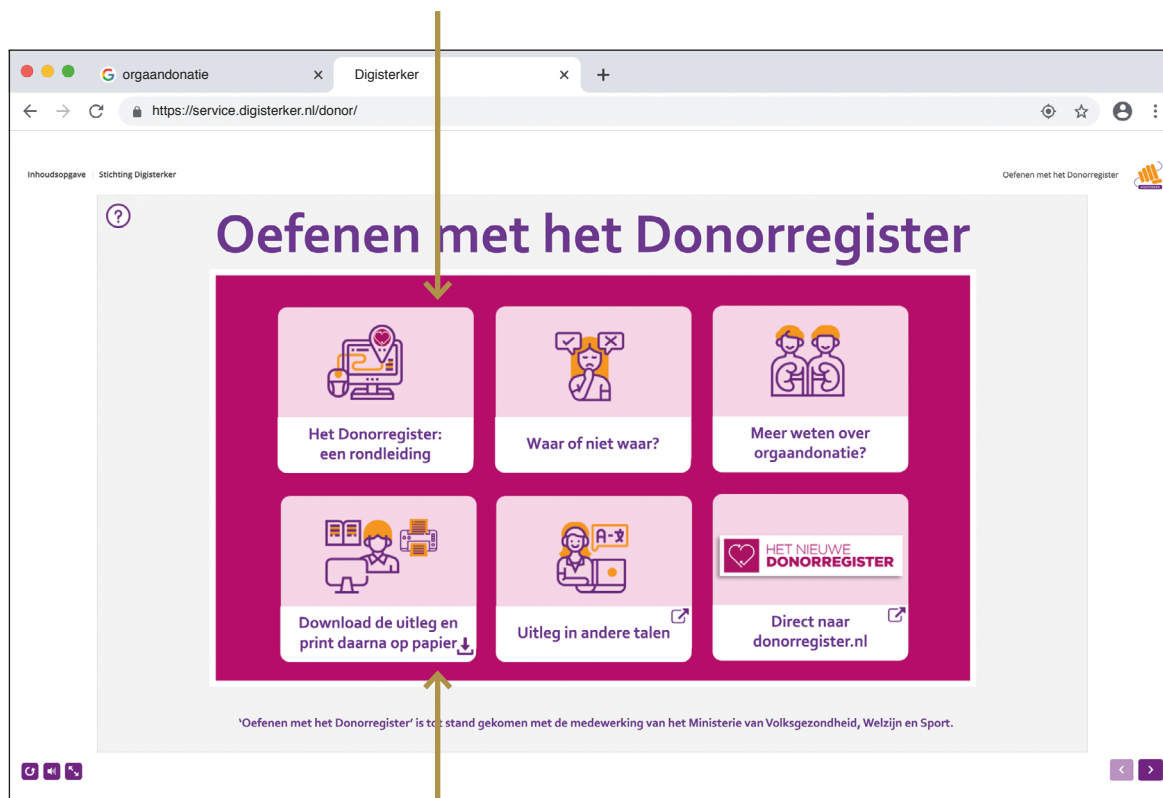 orgaandonatie
Digisterker
https://service.digisterker.nl/donor/
Inhoudsopgave
Stichting Digisterker
Oefenen met het Donorregister
Oefenen met het Donorregister
Het Donorregister:
een rondleiding
Waar of niet waar?
Meer weten over
orgaandonatie?
Download de uitleg en
print daarna op papier
A-文
Uitleg in andere talen
HET NIEUWE
DONORREGISTER
Direct naar
donorregister.nl
'Oefenen met het Donorregister' is tot stand gekomen met de medewerking van het Ministerie van Volksgezondheid, Welzijn en Sport.